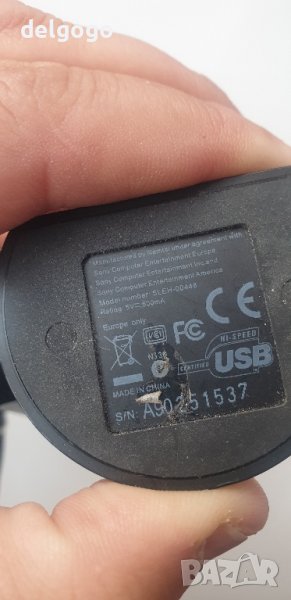 delgogo
Manufactured by Logitech under agreement with
Sony Computer Entertainment Europe
Sony Computer Entertainment Inc.and
Sony Computer Entertainment America
Model number: SLEH-00448
Rating: 5V⎓500mA
Europe only
FC CE
N336
HI-SPEED
CERTIFIED USB
MADE IN CHINA
S/N: A90251537
BAZAR